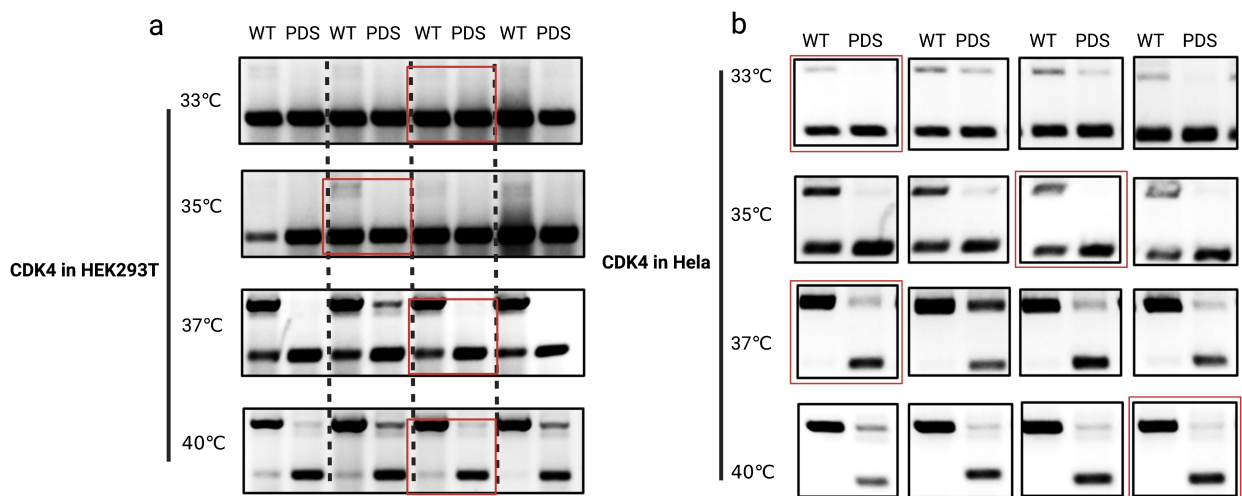 a
WT PDS WT PDS WT PDS WT PDS
33℃
35℃
CDK4 in HEK293T
37℃
40℃
b
WT PDS WT PDS WT PDS WT PDS
33℃
35℃
CDK4 in Hela
37℃
40℃